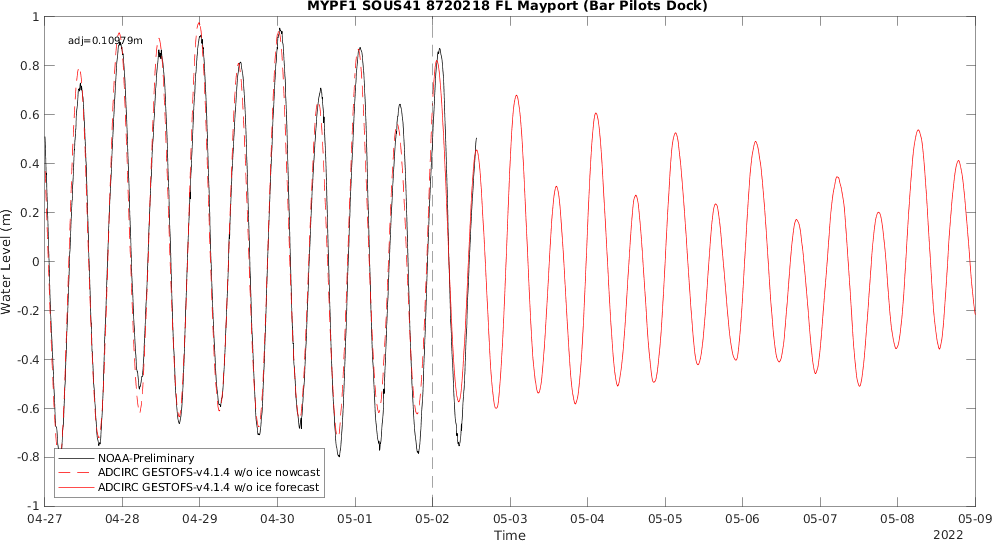 MYPF1 SOUS41 8720218 FL Mayport (Bar Pilots Dock)
adj=0.10979m
Water Level (m)
1
0.8
0.6
0.4
0.2
0
-0.2
-0.4
-0.6
-0.8
-1
NOAA-Preliminary
ADCIRC GESTOFS-v4.1.4 w/o ice nowcast
ADCIRC GESTOFS-v4.1.4 w/o ice forecast
04-27 04-28 04-29 04-30 05-01 05-02 05-03 05-04 05-05 05-06 05-07 05-08 05-09
Time
2022